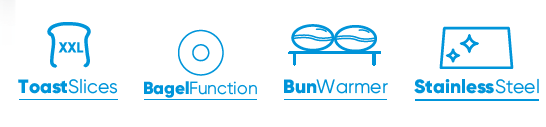 XXL
ToastSlices
BagelFunction
BunWarmer
StainlessSteel